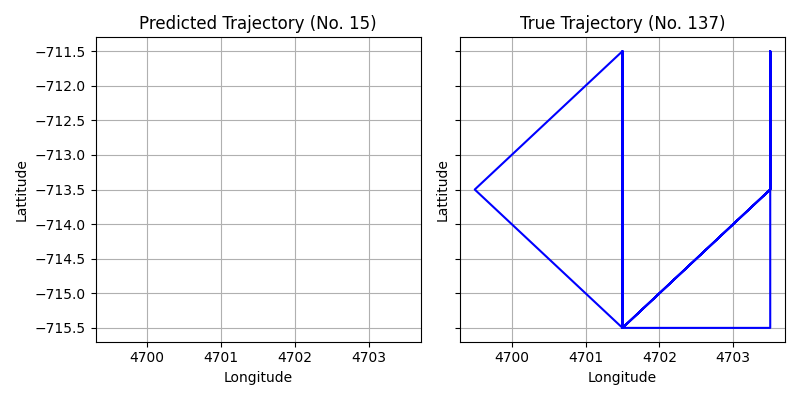 Predicted Trajectory (No. 15)
−711.5
−712.0
−712.5
−713.0
−713.5
−714.0
−714.5
−715.0
−715.5
Lattitude
4700
4701
4702
4703
Longitude
True Trajectory (No. 137)
Lattitude
4700
4701
4702
4703
Longitude